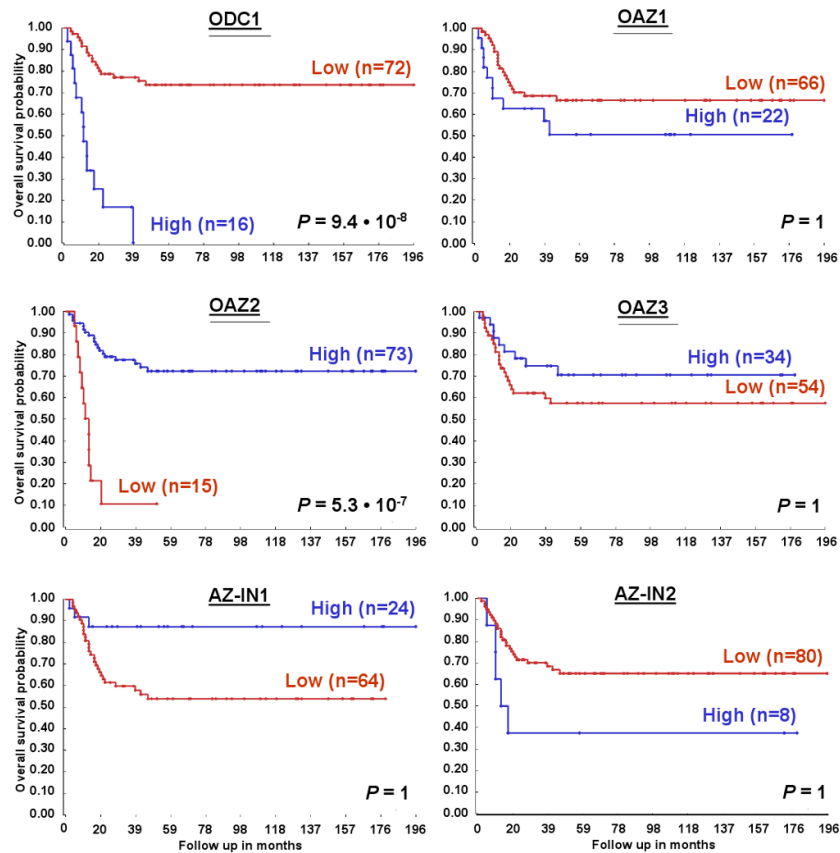 ODC1
Overall survival probability
1.00
0.90
0.80
0.70
0.60
0.50
0.40
0.30
0.20
0.10
0.00
Low (n=72)
High (n=16)
P = 9.4 • 10-8
0 20 39 59 78 98 117 137 157 176 196
OAZ1
1.00
0.90
0.80
0.70
0.60
0.50
0.40
0.30
0.20
0.10
0.00
Low (n=66)
High (n=22)
P = 1
0 20 39 59 78 98 117 137 157 176 196
OAZ2
Overall survival probability
1.00
0.90
0.80
0.70
0.60
0.50
0.40
0.30
0.20
0.10
0.00
High (n=73)
Low (n=15)
P = 5.3 • 10-7
0 20 39 59 78 98 117 137 157 176 196
OAZ3
1.00
0.90
0.80
0.70
0.60
0.50
0.40
0.30
0.20
0.10
0.00
High (n=34)
Low (n=54)
P = 1
0 20 39 59 78 98 117 137 157 176 196
AZ-IN1
Overall survival probability
1.00
0.90
0.80
0.70
0.60
0.50
0.40
0.30
0.20
0.10
0.00
High (n=24)
Low (n=64)
P = 1
0 20 39 59 78 98 117 137 157 176 196
Follow up in months
AZ-IN2
1.00
0.90
0.80
0.70
0.60
0.50
0.40
0.30
0.20
0.10
0.00
Low (n=80)
High (n=8)
P = 1
0 20 39 59 78 98 117 137 157 176 196
Follow up in months